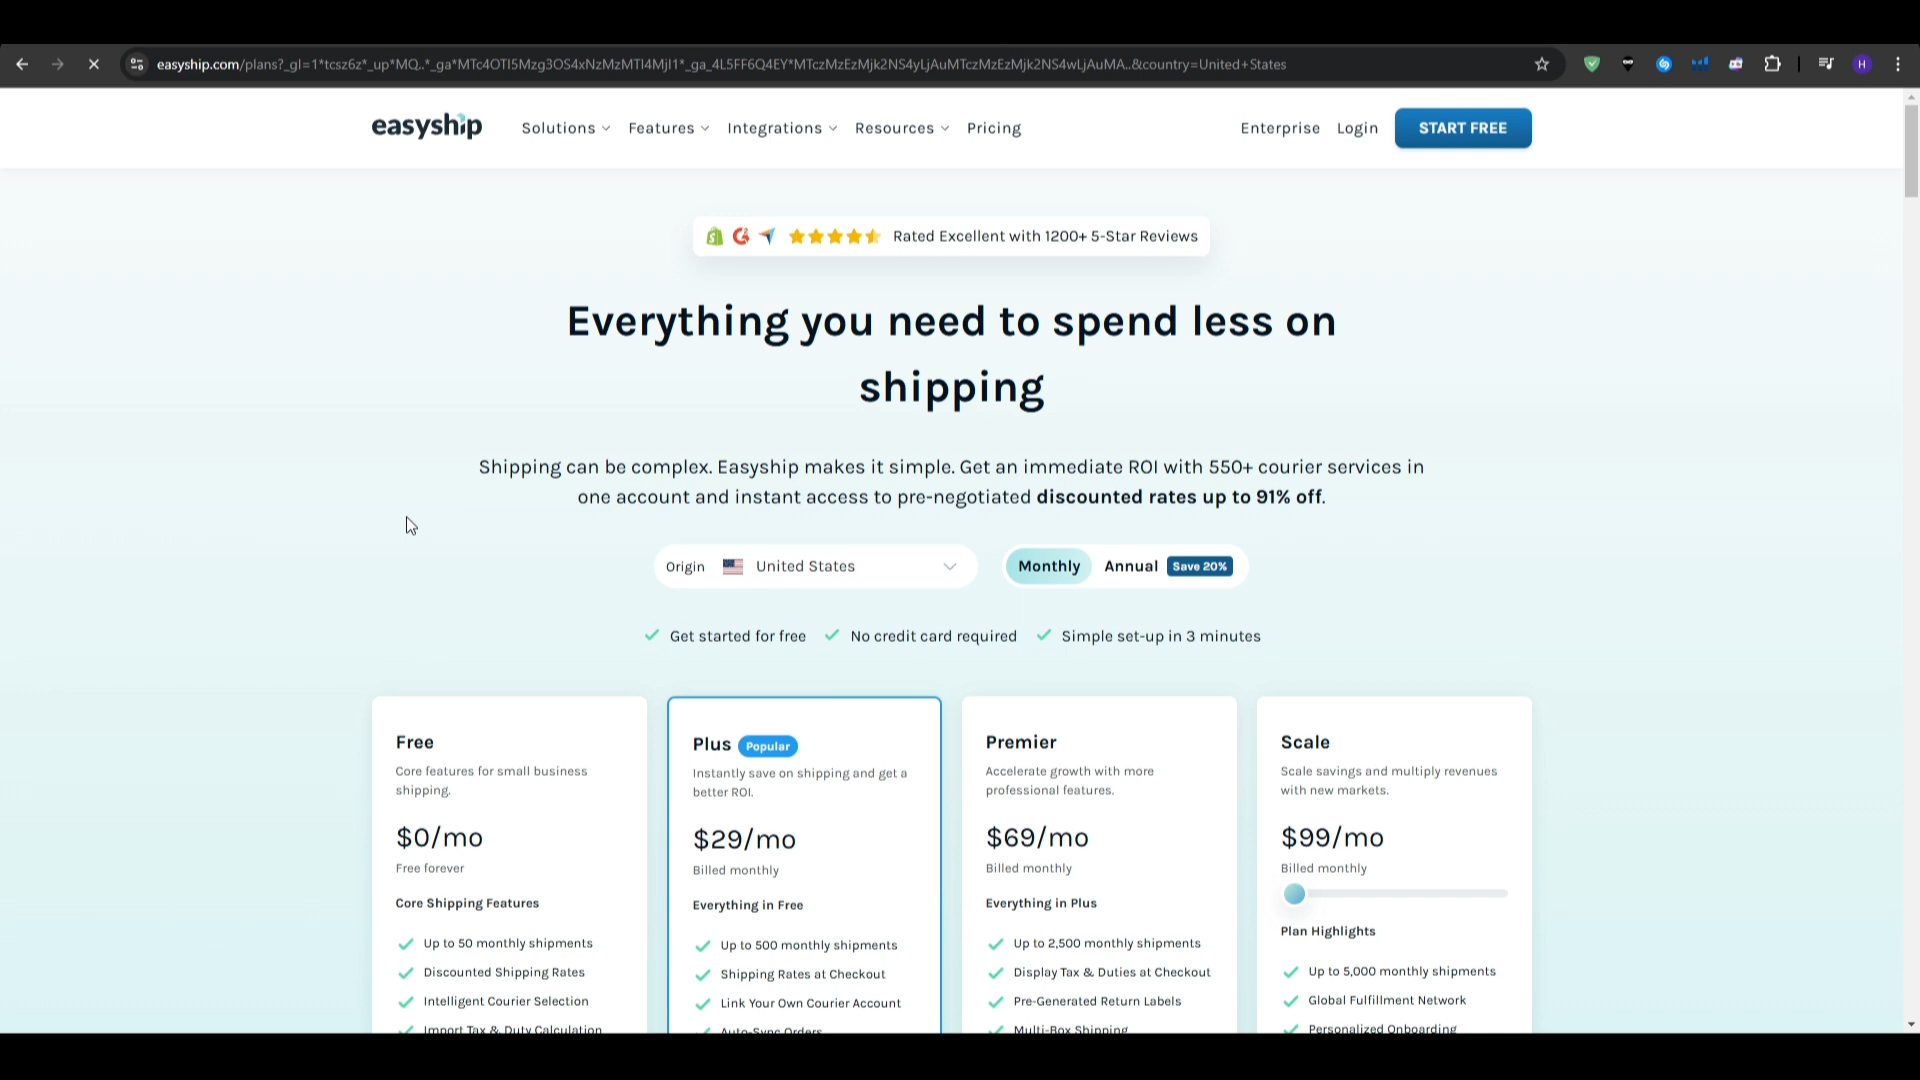 easyship.com/plans?_gl=1*tcsz6z*_up*MQ..*_ga*MTc4OTI5Mzg3OS4xNzMzMTI4MjI1*_ga_4L5FF6Q4EY*MTczMzEzMjk2NS4yLjAuMTczMzEzMjk2NS4wLjAuMA..&country=United+States
H
easyship
Solutions
Features
Integrations
Resources
Pricing
Enterprise
Login
START FREE
Rated Excellent with 1200+ 5-Star Reviews
Everything you need to spend less on
shipping
Shipping can be complex. Easyship makes it simple. Get an immediate ROI with 550+ courier services in
one account and instant access to pre-negotiated discounted rates up to 91% off.
Origin
United States
Monthly
Annual
Save 20%
Get started for free
No credit card required
Simple set-up in 3 minutes
Free
Core features for small business
shipping.
$0/mo
Free forever
Core Shipping Features
Up to 50 monthly shipments
Discounted Shipping Rates
Intelligent Courier Selection
Import Tax & Duty Calculation
Plus
Popular
Instantly save on shipping and get a
better ROI.
$29/mo
Billed monthly
Everything in Free
Up to 500 monthly shipments
Shipping Rates at Checkout
Link Your Own Courier Account
Auto-Sync Orders
Premier
Accelerate growth with more
professional features.
$69/mo
Billed monthly
Everything in Plus
Up to 2,500 monthly shipments
Display Tax & Duties at Checkout
Pre-Generated Return Labels
Multi-Box Shipping
Scale
Scale savings and multiply revenues
with new markets.
$99/mo
Billed monthly
Plan Highlights
Up to 5,000 monthly shipments
Global Fulfillment Network
Personalized Onboarding